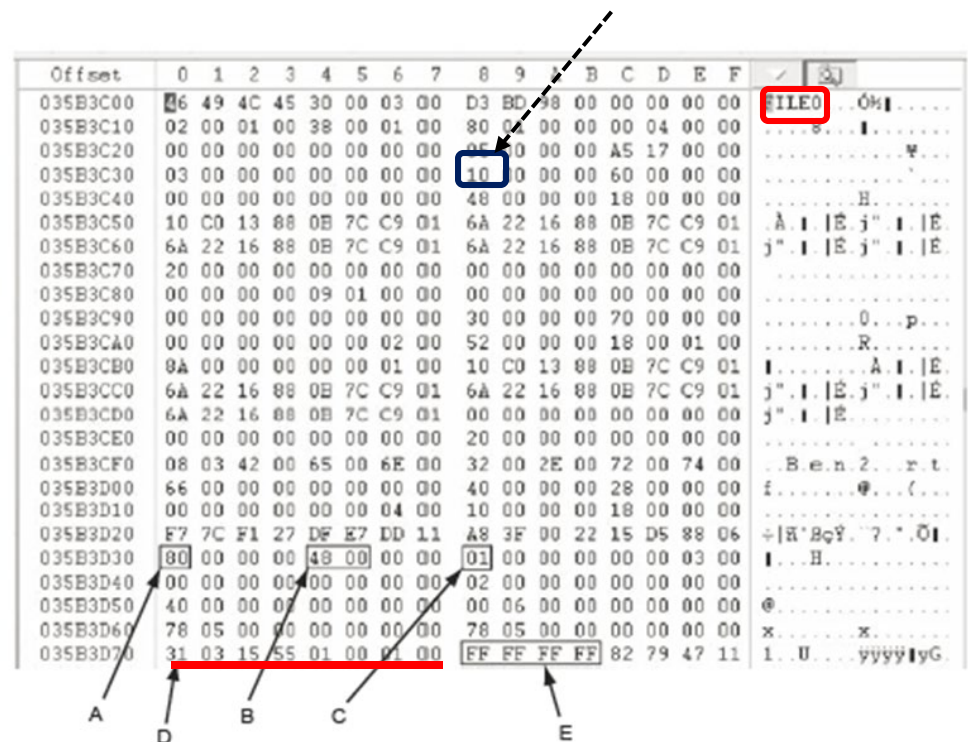 Offset 0 1 2 3 4 5 6 7 8 9 A B C D E F
035B3C00 46 49 4C 45 30 00 03 00 D3 BD 98 00 00 00 00 00 FILE0...Ó½▮.....
035B3C10 02 00 01 00 38 00 01 00 80 01 00 00 00 04 00 00 ....8...▮.......
035B3C20 00 00 00 00 00 00 00 00 05 00 00 00 A5 17 00 00 ............¥...
035B3C30 03 00 00 00 00 00 00 00 10 00 00 00 60 00 00 00 ............`...
035B3C40 00 00 00 00 00 00 00 00 48 00 00 00 18 00 00 00 ........H.......
035B3C50 10 C0 13 88 0B 7C C9 01 6A 22 16 88 0B 7C C9 01 .À.▮.|É.j".▮.|É.
035B3C60 6A 22 16 88 0B 7C C9 01 6A 22 16 88 0B 7C C9 01 j".▮.|É.j".▮.|É.
035B3C70 20 00 00 00 00 00 00 00 00 00 00 00 00 00 00 00 ...............
035B3C80 00 00 00 00 09 01 00 00 00 00 00 00 00 00 00 00 ................
035B3C90 00 00 00 00 00 00 00 00 30 00 00 00 70 00 00 00 ........0...p...
035B3CA0 00 00 00 00 00 00 02 00 52 00 00 00 18 00 01 00 ........R.......
035B3CB0 8A 00 00 00 00 00 01 00 10 C0 13 88 0B 7C C9 01 ▮........À.▮.|É.
035B3CC0 6A 22 16 88 0B 7C C9 01 6A 22 16 88 0B 7C C9 01 j".▮.|É.j".▮.|É.
035B3CD0 6A 22 16 88 0B 7C C9 01 00 00 00 00 00 00 00 00 j".▮.|É.........
035B3CE0 00 00 00 00 00 00 00 00 20 00 00 00 00 00 00 00 ........ .......
035B3CF0 08 03 42 00 65 00 6E 00 32 00 2E 00 72 00 74 00 ..B.e.n.2...r.t.
035B3D00 66 00 00 00 00 00 00 00 40 00 00 00 28 00 00 00 f.......@...(...
035B3D10 00 00 00 00 00 00 04 00 10 00 00 00 18 00 00 00 ................
035B3D20 F7 7C F1 27 DF E7 DD 11 A8 3F 00 22 15 D5 88 06 ÷|ñ'ßçÝ.¨?.".Õ▮.
035B3D30 80 00 00 00 48 00 00 00 01 00 00 00 00 00 03 00 ▮...H...........
035B3D40 00 00 00 00 00 00 00 00 02 00 00 00 00 00 00 00 ................
035B3D50 40 00 00 00 00 00 00 00 00 06 00 00 00 00 00 00 @...............
035B3D60 78 05 00 00 00 00 00 00 78 05 00 00 00 00 00 00 x.......x.......
035B3D70 31 03 15 55 01 00 01 00 FF FF FF FF 82 79 47 11 1..U....ÿÿÿÿ▮yG.
A
D
B
C
E